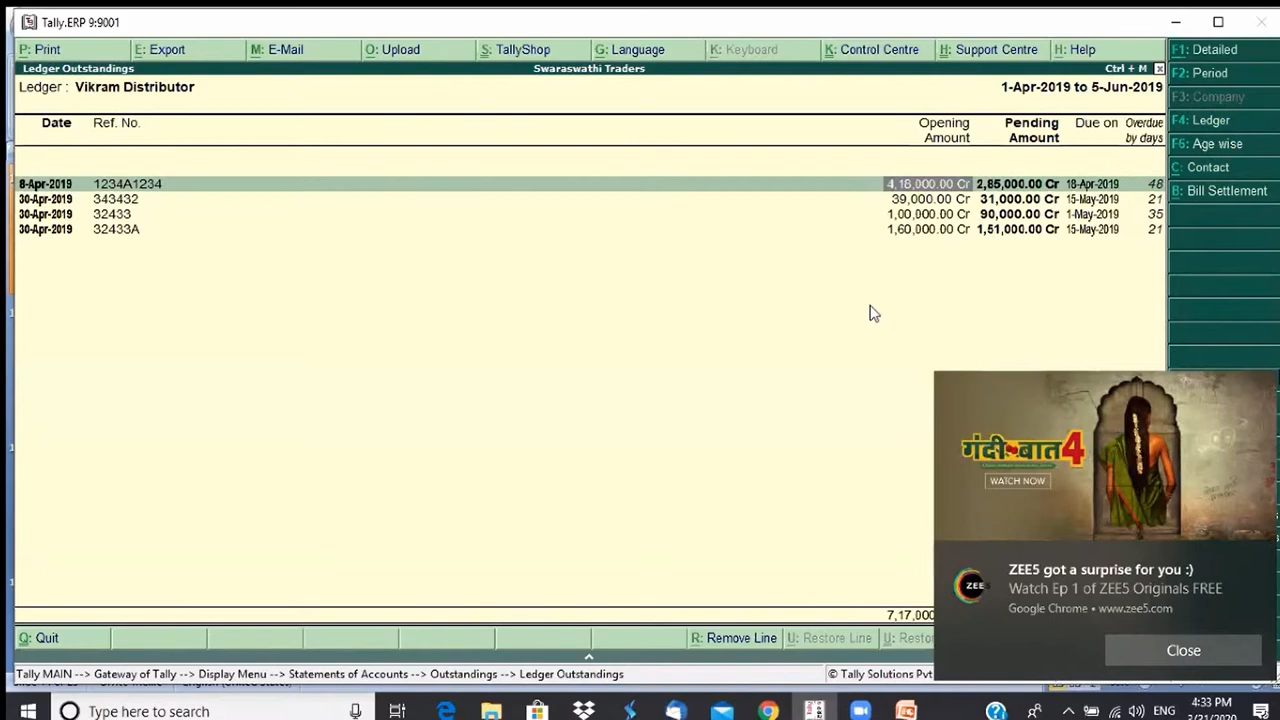 Tally.ERP 9:9001
P: Print E: Export M: E-Mail O: Upload S: TallyShop G: Language K: Keyboard K: Control Centre H: Support Centre H: Help
Ledger Outstandings Swaraswathi Traders Ctrl + M x
Ledger : Vikram Distributor 1-Apr-2019 to 5-Jun-2019
Date Ref. No. Opening Amount Pending Amount Due on Overdue by days
8-Apr-2019 1234A1234 4,18,000.00 Cr 2,85,000.00 Cr 18-Apr-2019 48
30-Apr-2019 343432 39,000.00 Cr 31,000.00 Cr 15-May-2019 21
30-Apr-2019 32433 1,00,000.00 Cr 90,000.00 Cr 1-May-2019 35
30-Apr-2019 32433A 1,60,000.00 Cr 1,51,000.00 Cr 15-May-2019 21
7,17,000
F1: Detailed
F2: Period
F3: Company
F4: Ledger
F6: Age wise
C: Contact
B: Bill Settlement
गंदी बात 4
WATCH NOW
ZEE5 got a surprise for you :)
ZEE Watch Ep 1 of ZEE5 Originals FREE
Google Chrome • www.zee5.com
Close
Q: Quit R: Remove Line U: Restore Line U: Restor
Tally MAIN --> Gateway of Tally --> Display Menu --> Statements of Accounts --> Outstandings --> Ledger Outstandings © Tally Solutions Pvt
Type here to search ENG 4:33 PM
3/31/2020